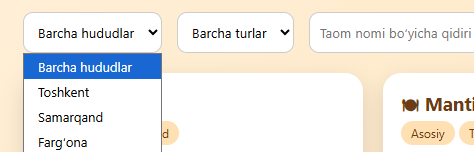 Barcha hududlar
Barcha turlar
Taom nomi bo‘yicha qidiri
Barcha hududlar
Toshkent
Samarqand
Farg‘ona
Manti
Asosiy